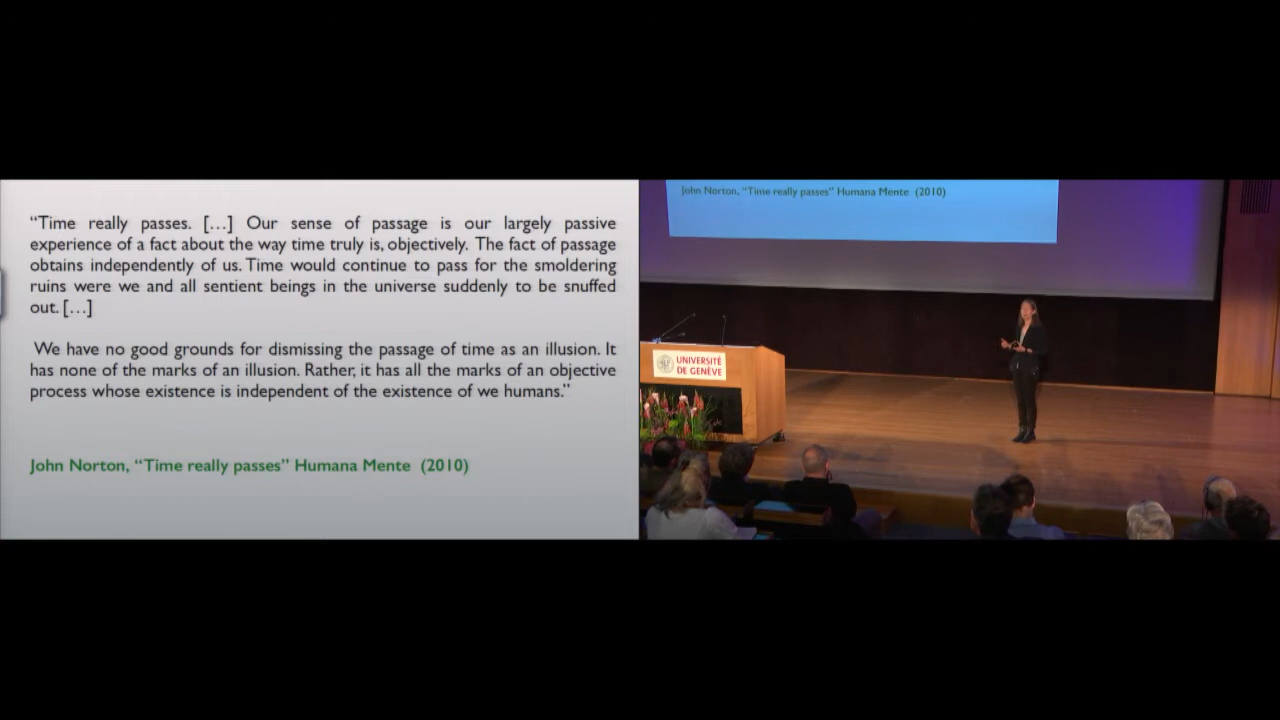 “Time really passes. […] Our sense of passage is our largely passive
experience of a fact about the way time truly is, objectively. The fact of passage
obtains independently of us. Time would continue to pass for the smoldering
ruins were we and all sentient beings in the universe suddenly to be snuffed
out. […]
We have no good grounds for dismissing the passage of time as an illusion. It
has none of the marks of an illusion. Rather, it has all the marks of an objective
process whose existence is independent of the existence of we humans.”
John Norton, “Time really passes” Humana Mente (2010)
John Norton, “Time really passes” Humana Mente (2010)
UNIVERSITÉ
DE GENÈVE